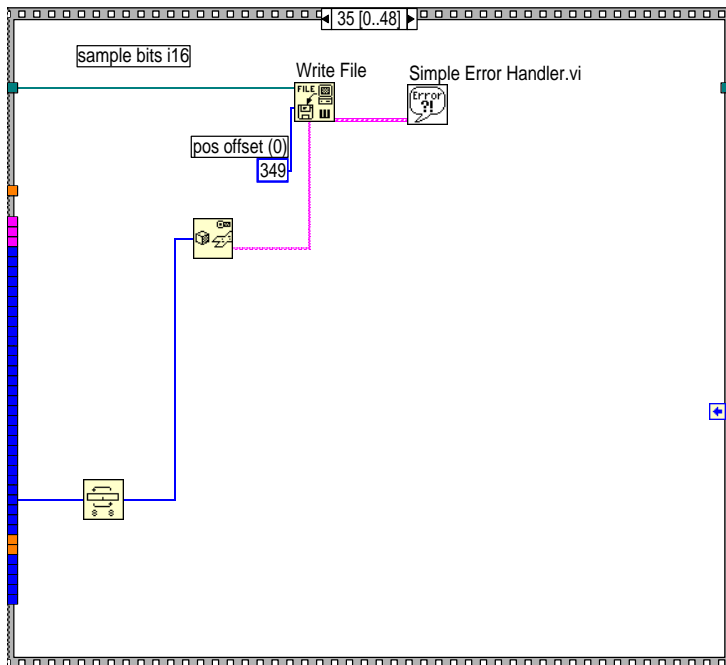 35 [0..48]
sample bits i16
Write File
Simple Error Handler.vi
FILE
Error
?!
pos offset (0)
349